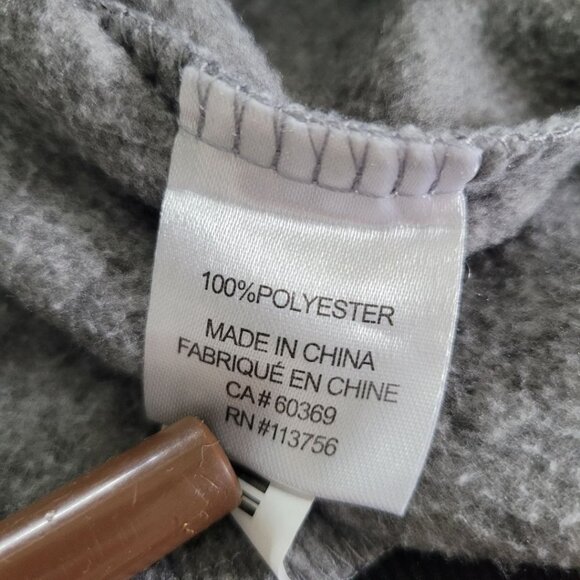 100%POLYESTER
MADE IN CHINA
FABRIQUÉ EN CHINE
CA # 60369
RN #113756